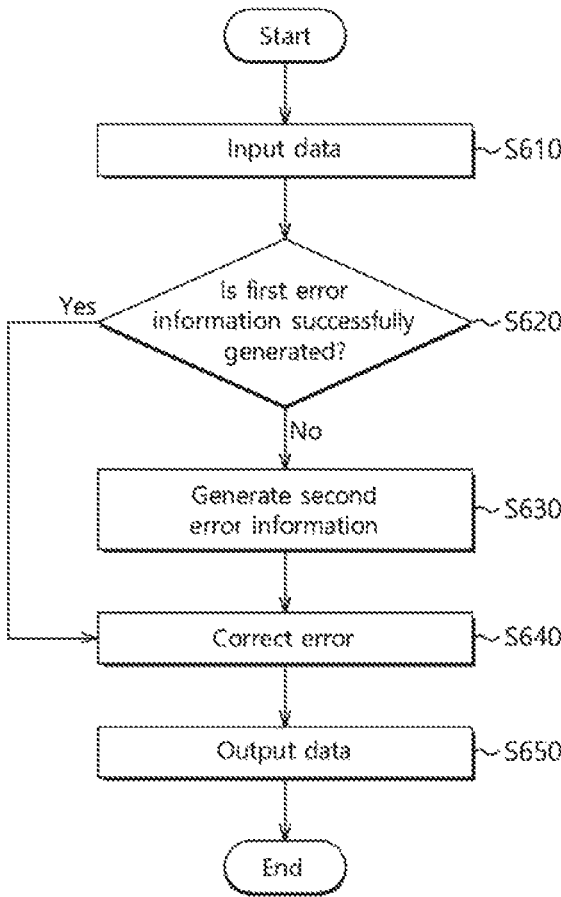 Start
Input data
S610
Is first error
information successfully
generated?
Yes
S620
No
Generate second
error information
S630
Correct error
S640
Output data
S650
End